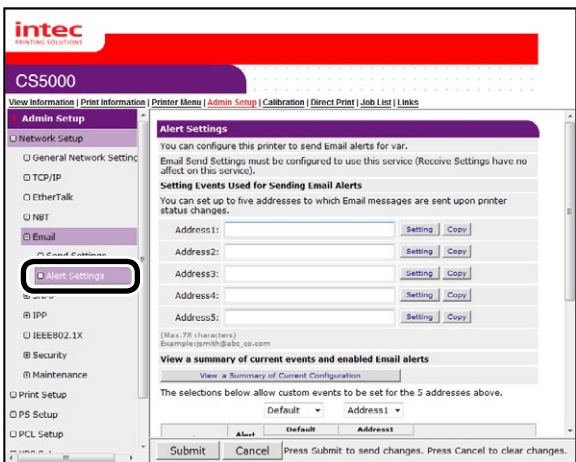 intec
PRINTING SOLUTIONS
CS5000
View Information | Print Information | Printer Menu | Admin Setup | Calibration | Direct Print | Job List | Links
Admin Setup
Network Setup
General Network Setting
TCP/IP
EtherTalk
NBT
Email
Send Settings
Alert Settings
IPP
IEEE802.1X
Security
Maintenance
Print Setup
PS Setup
PCL Setup
Alert Settings
You can configure this printer to send Email alerts for var.
Email Send Settings must be configured to use this service (Receive Settings have no
affect on this service).
Setting Events Used for Sending Email Alerts
You can set up to five addresses to which Email messages are sent upon printer
status changes.
Address1: Setting Copy
Address2: Setting Copy
Address3: Setting Copy
Address4: Setting Copy
Address5: Setting Copy
(Max.78 characters)
Example:jsmith@abc_co.com
View a summary of current events and enabled Email alerts
View a Summary of Current Configuration
The selections below allow custom events to be set for the 5 addresses above.
Default Address1
Alert Default Address1
Submit Cancel Press Submit to send changes. Press Cancel to clear changes.